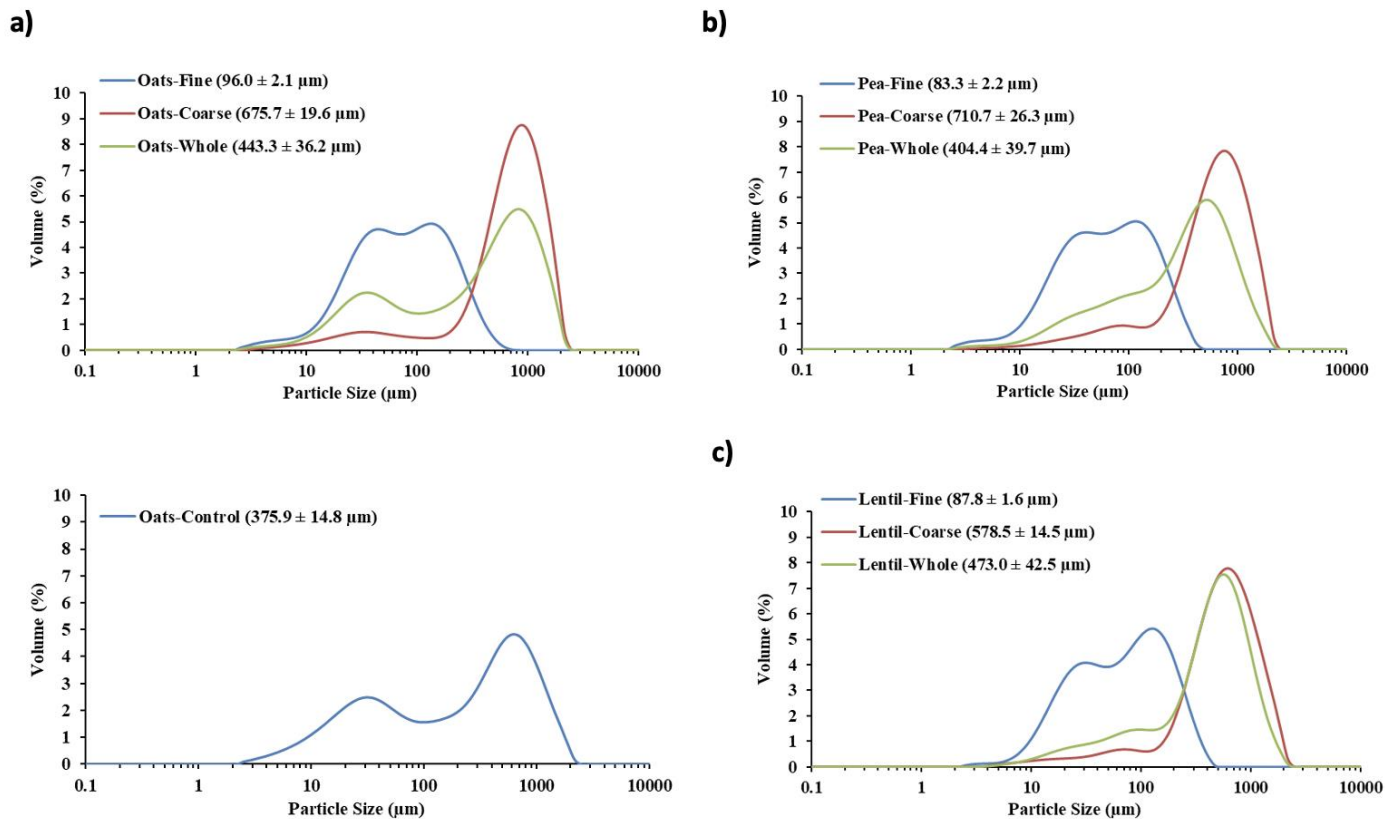 a)
Oats-Fine (96.0 ± 2.1 µm)
Oats-Coarse (675.7 ± 19.6 µm)
Oats-Whole (443.3 ± 36.2 µm)
10
9
8
7
6
5
4
3
2
1
0
Volume (%)
0.1 1 10 100 1000 10000
Particle Size (µm)
b)
Pea-Fine (83.3 ± 2.2 µm)
Pea-Coarse (710.7 ± 26.3 µm)
Pea-Whole (404.4 ± 39.7 µm)
10
9
8
7
6
5
4
3
2
1
0
Volume (%)
0.1 1 10 100 1000 10000
Particle Size (µm)
Oats-Control (375.9 ± 14.8 µm)
10
9
8
7
6
5
4
3
2
1
0
Volume (%)
0.1 1 10 100 1000 10000
Particle Size (µm)
c)
Lentil-Fine (87.8 ± 1.6 µm)
Lentil-Coarse (578.5 ± 14.5 µm)
Lentil-Whole (473.0 ± 42.5 µm)
10
9
8
7
6
5
4
3
2
1
0
Volume (%)
0.1 1 10 100 1000 10000
Particle Size (µm)